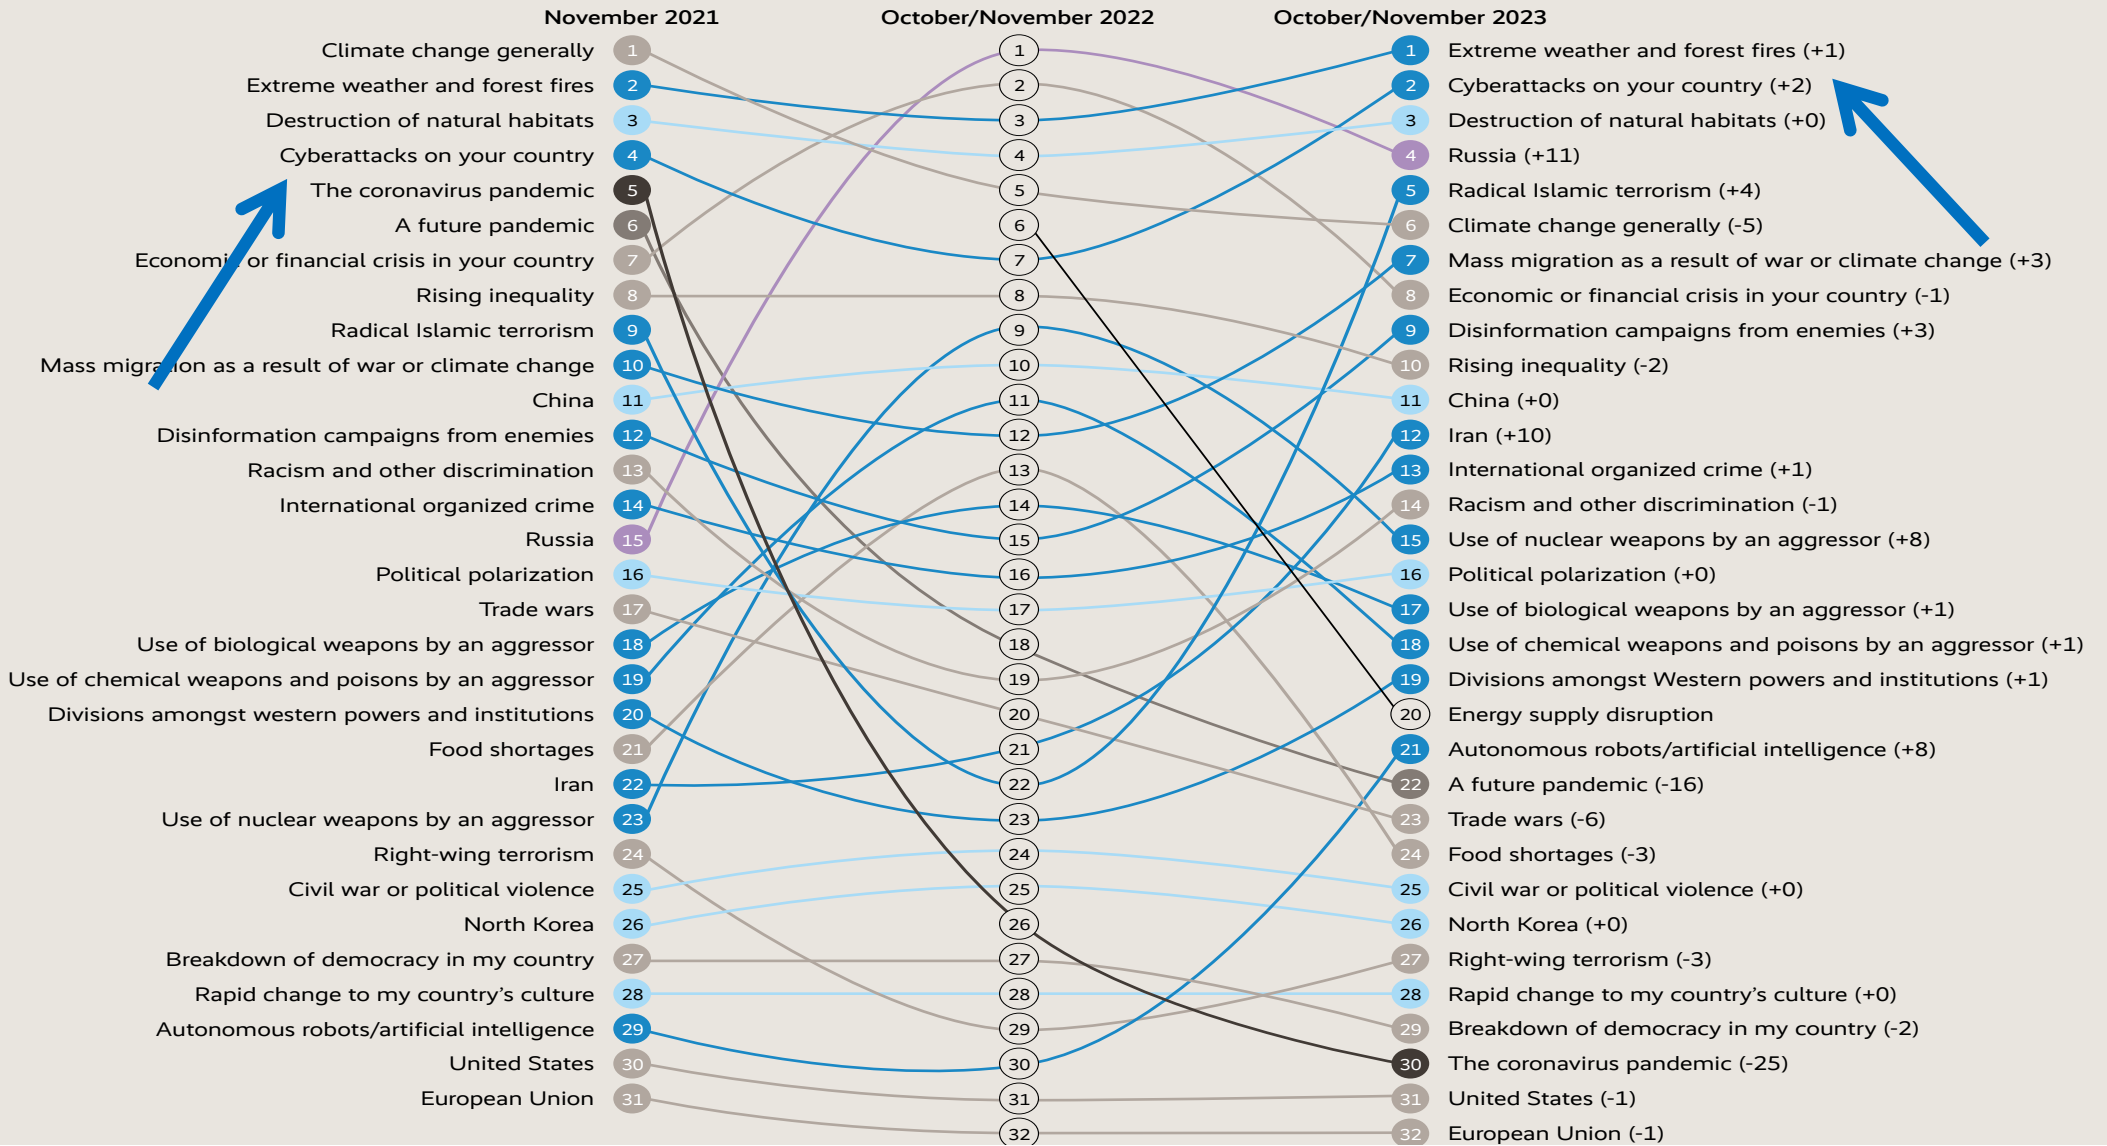 November 2021 October/November 2022 October/November 2023
Climate change generally 1 1 1 Extreme weather and forest fires (+1)
Extreme weather and forest fires 2 2 2 Cyberattacks on your country (+2)
Destruction of natural habitats 3 3 3 Destruction of natural habitats (+0)
Cyberattacks on your country 4 4 4 Russia (+11)
The coronavirus pandemic 5 5 5 Radical Islamic terrorism (+4)
A future pandemic 6 6 6 Climate change generally (-5)
Economic or financial crisis in your country 7 7 7 Mass migration as a result of war or climate change (+3)
Rising inequality 8 8 8 Economic or financial crisis in your country (-1)
Radical Islamic terrorism 9 9 9 Disinformation campaigns from enemies (+3)
Mass migration as a result of war or climate change 10 10 10 Rising inequality (-2)
China 11 11 11 China (+0)
Disinformation campaigns from enemies 12 12 12 Iran (+10)
Racism and other discrimination 13 13 13 International organized crime (+1)
International organized crime 14 14 14 Racism and other discrimination (-1)
Russia 15 15 15 Use of nuclear weapons by an aggressor (+8)
Political polarization 16 16 16 Political polarization (+0)
Trade wars 17 17 17 Use of biological weapons by an aggressor (+1)
Use of biological weapons by an aggressor 18 18 18 Use of chemical weapons and poisons by an aggressor (+1)
Use of chemical weapons and poisons by an aggressor 19 19 19 Divisions amongst Western powers and institutions (+1)
Divisions amongst western powers and institutions 20 20 20 Energy supply disruption
Food shortages 21 21 21 Autonomous robots/artificial intelligence (+8)
Iran 22 22 22 A future pandemic (-16)
Use of nuclear weapons by an aggressor 23 23 23 Trade wars (-6)
Right-wing terrorism 24 24 24 Food shortages (-3)
Civil war or political violence 25 25 25 Civil war or political violence (+0)
North Korea 26 26 26 North Korea (+0)
Breakdown of democracy in my country 27 27 27 Right-wing terrorism (-3)
Rapid change to my country’s culture 28 28 28 Rapid change to my country’s culture (+0)
Autonomous robots/artificial intelligence 29 29 29 Breakdown of democracy in my country (-2)
United States 30 30 30 The coronavirus pandemic (-25)
European Union 31 31 31 United States (-1)
32 32 European Union (-1)